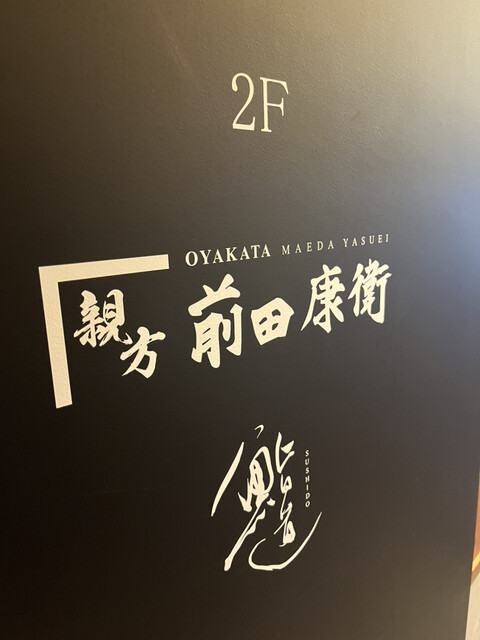 2F
OYAKATA MAEDA YASUEI
親方 前田康衛
SUSHIDO